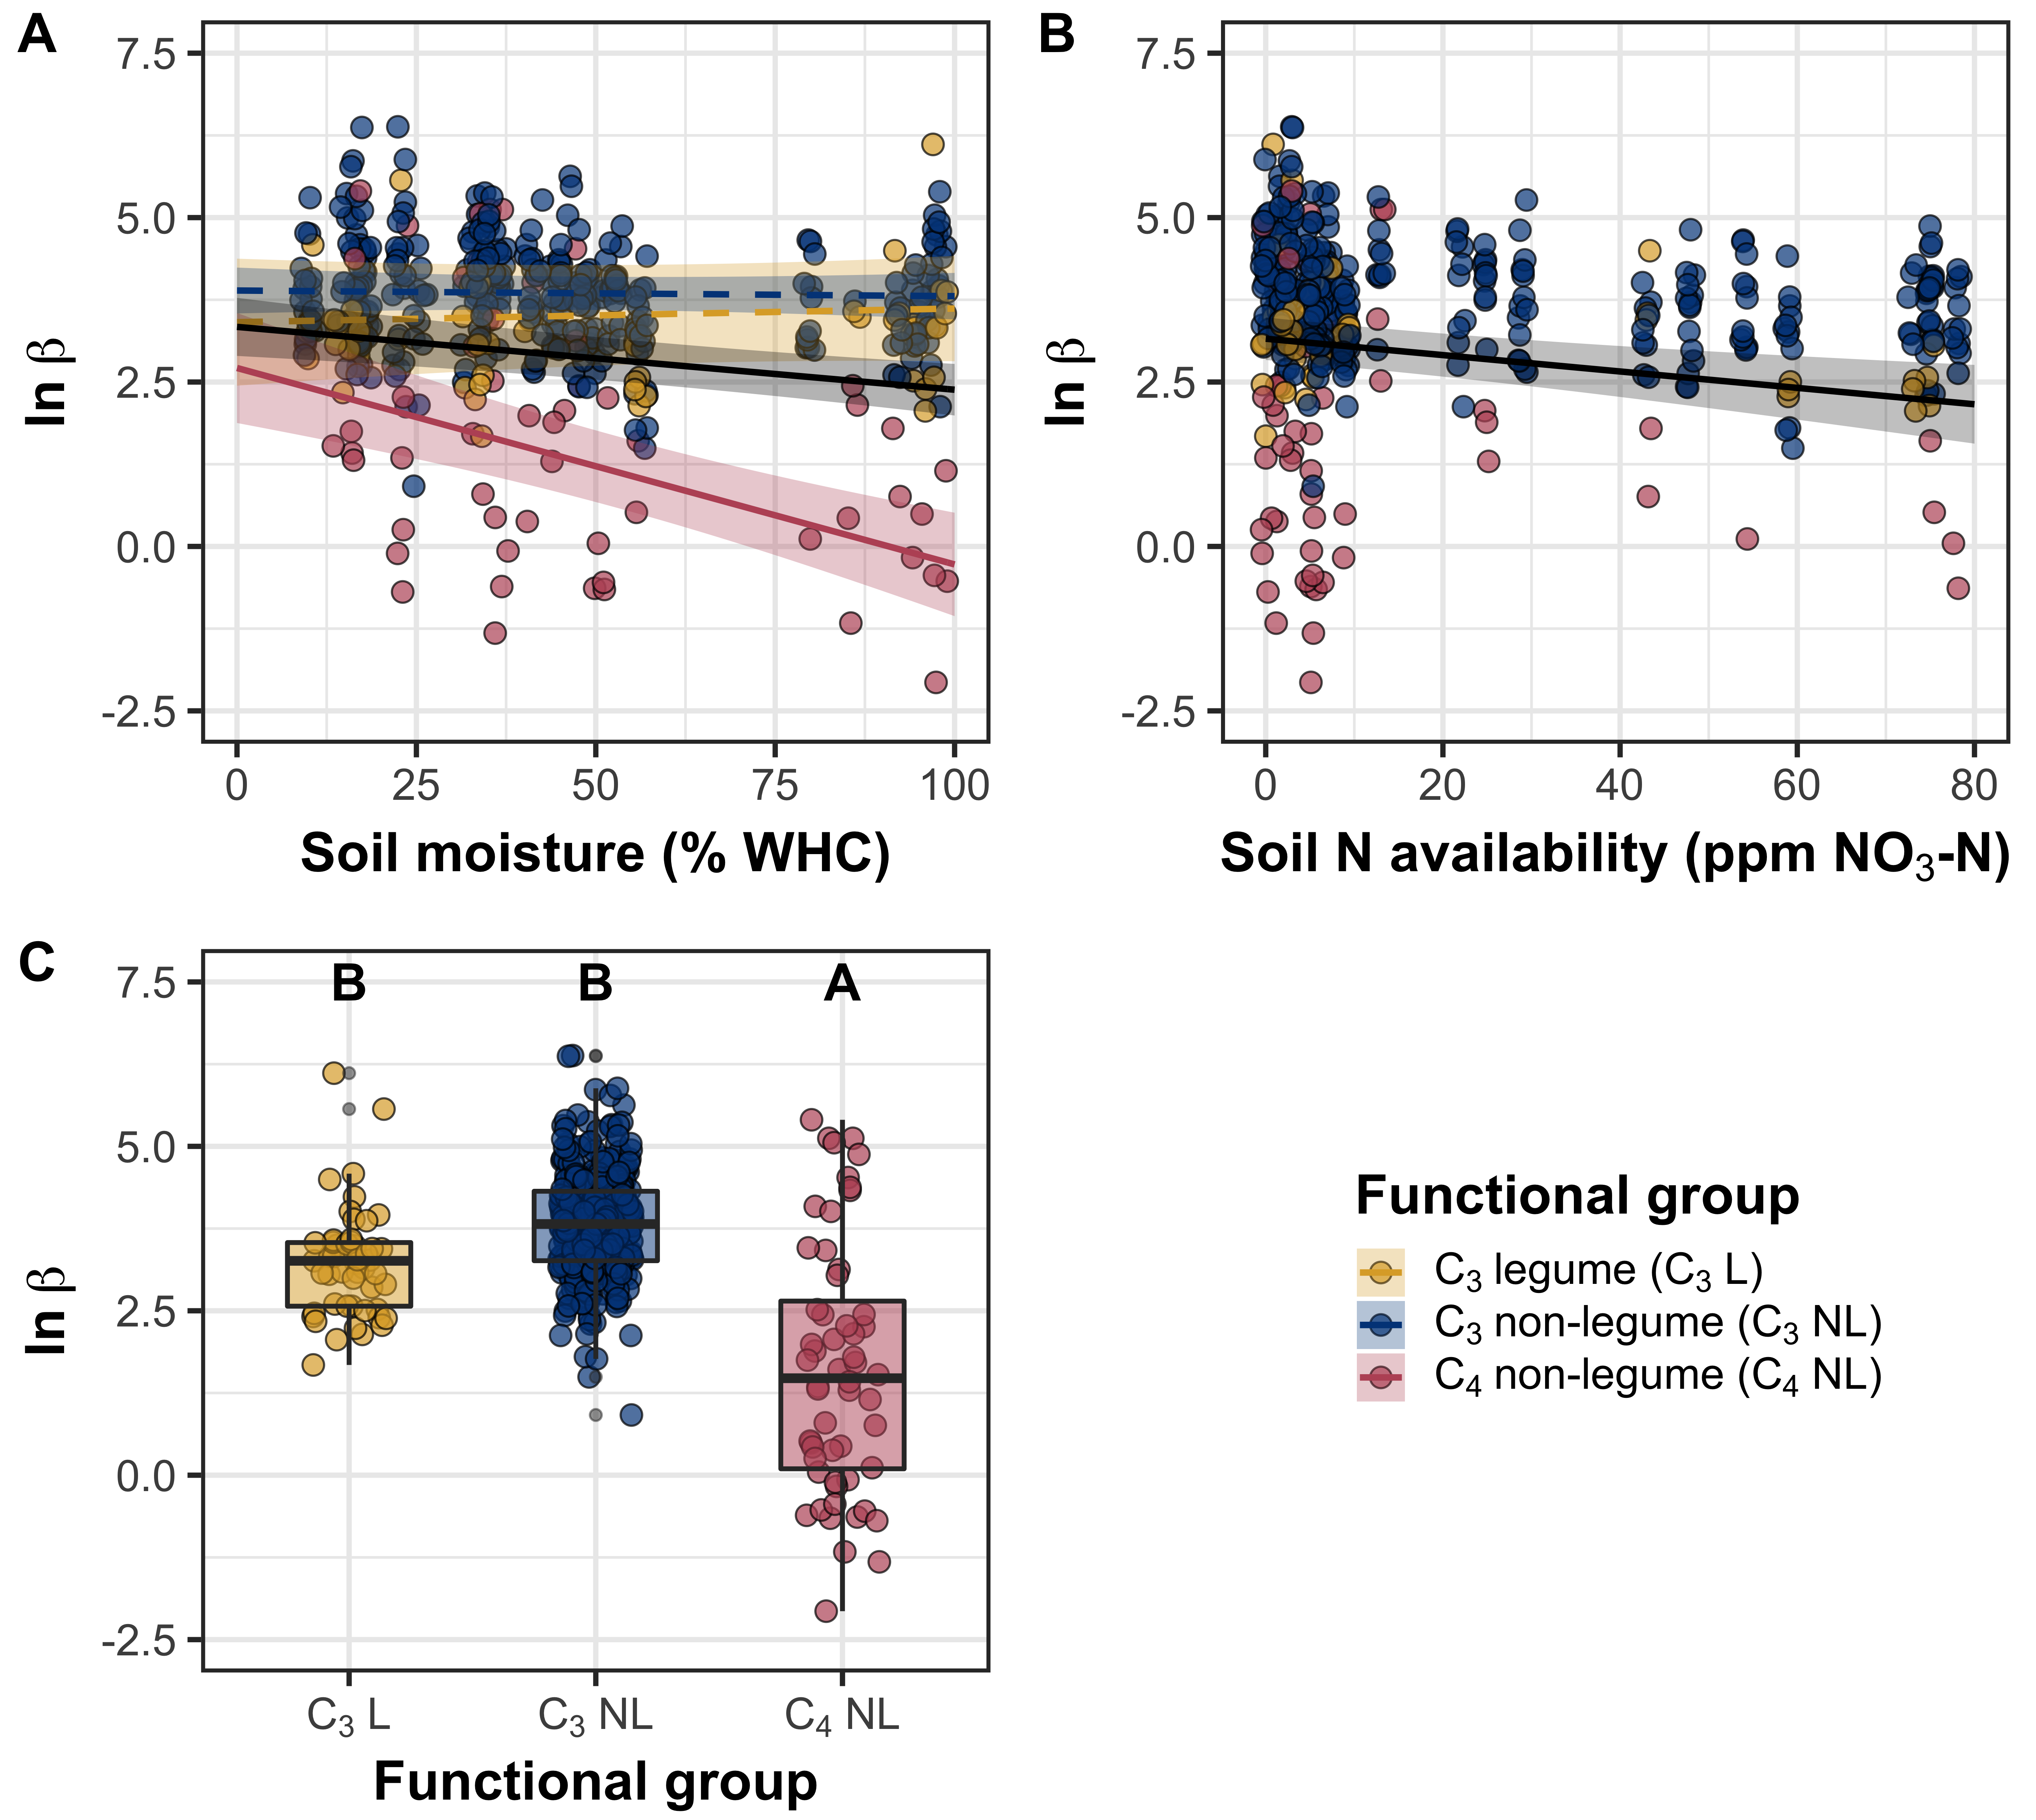 A
7.5
5.0
2.5
0.0
-2.5
ln β
0 25 50 75 100
Soil moisture (% WHC)
B
7.5
5.0
2.5
0.0
-2.5
ln β
0 20 40 60 80
Soil N availability (ppm NO₃-N)
C
B B A
7.5
5.0
2.5
0.0
-2.5
ln β
C₃ L C₃ NL C₄ NL
Functional group
Functional group
C₃ legume (C₃ L)
C₃ non-legume (C₃ NL)
C₄ non-legume (C₄ NL)